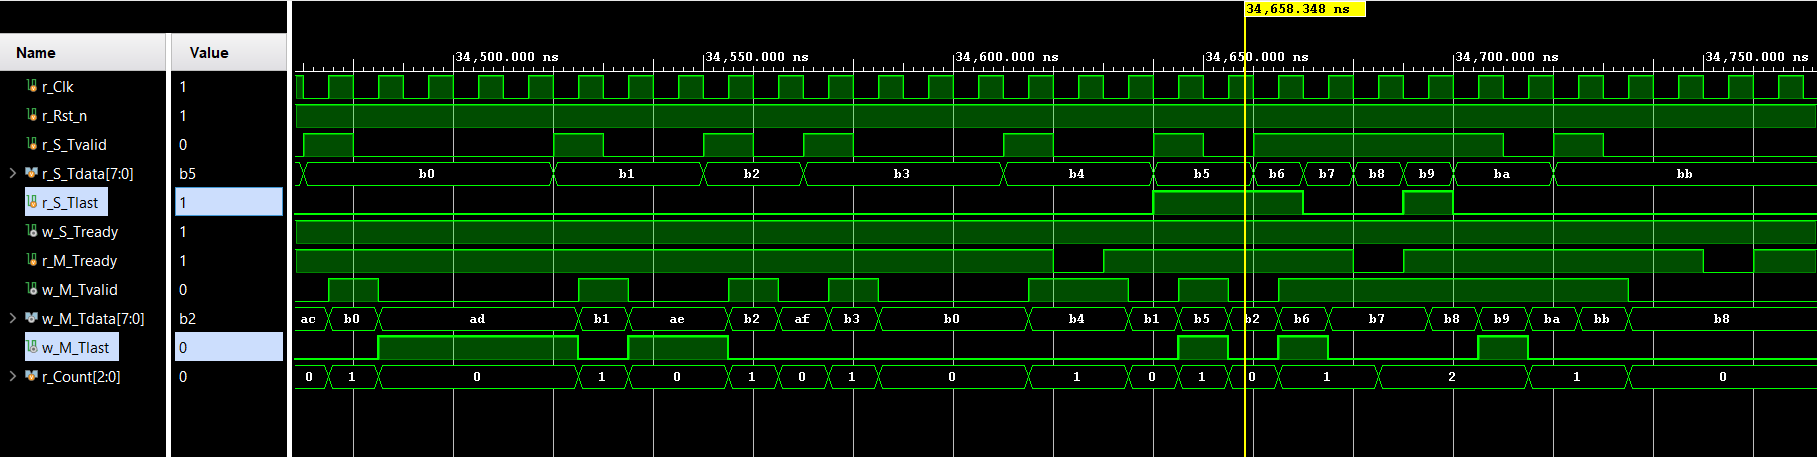 34,658.348 ns
Name Value
34,500.000 ns 34,550.000 ns 34,600.000 ns 34,650.000 ns 34,700.000 ns 34,750.000 ns
r_Clk 1
r_Rst_n 1
r_S_Tvalid 0
r_S_Tdata[7:0] b5 b0 b1 b2 b3 b4 b5 b6 b7 b8 b9 ba bb
r_S_Tlast 1
w_S_Tready 1
r_M_Tready 1
w_M_Tvalid 0
w_M_Tdata[7:0] b2 ac b0 ad b1 ae b2 af b3 b0 b4 b1 b5 b2 b6 b7 b8 b9 ba bb b8
w_M_Tlast 0
r_Count[2:0] 0 0 1 0 1 0 1 0 1 0 1 0 1 0 1 2 1 0